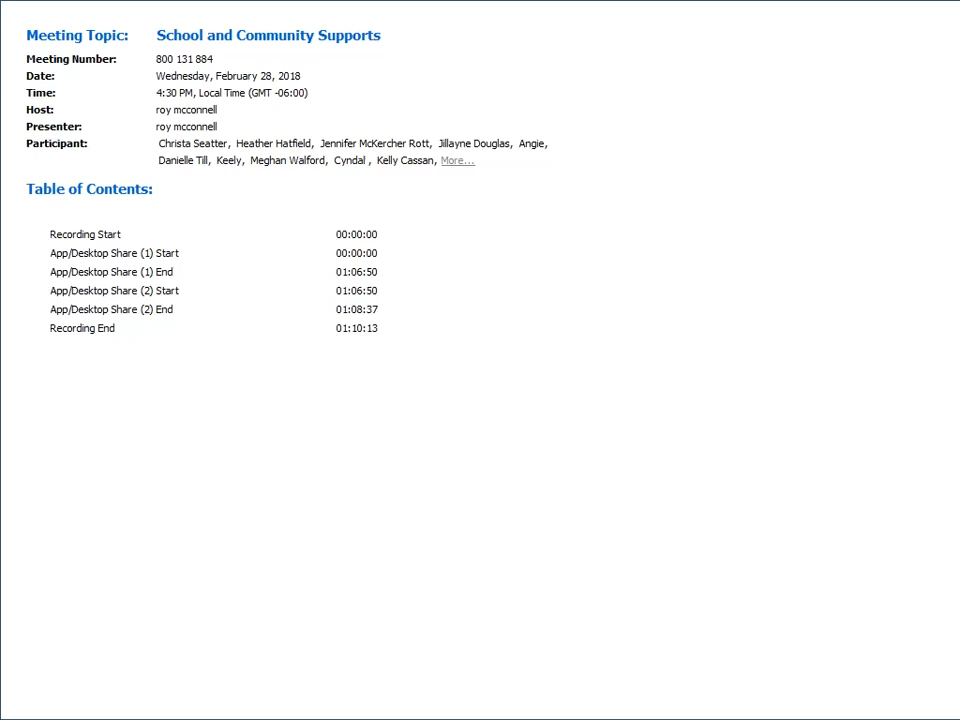 Meeting Topic: School and Community Supports
Meeting Number: 800 131 884
Date: Wednesday, February 28, 2018
Time: 4:30 PM, Local Time (GMT -06:00)
Host: roy mcconnell
Presenter: roy mcconnell
Participant: Christa Seatter, Heather Hatfield, Jennifer McKercher Rott, Jillayne Douglas, Angie,
Danielle Till, Keely, Meghan Walford, Cyndal , Kelly Cassan, More...
Table of Contents:
Recording Start 00:00:00
App/Desktop Share (1) Start 00:00:00
App/Desktop Share (1) End 01:06:50
App/Desktop Share (2) Start 01:06:50
App/Desktop Share (2) End 01:08:37
Recording End 01:10:13